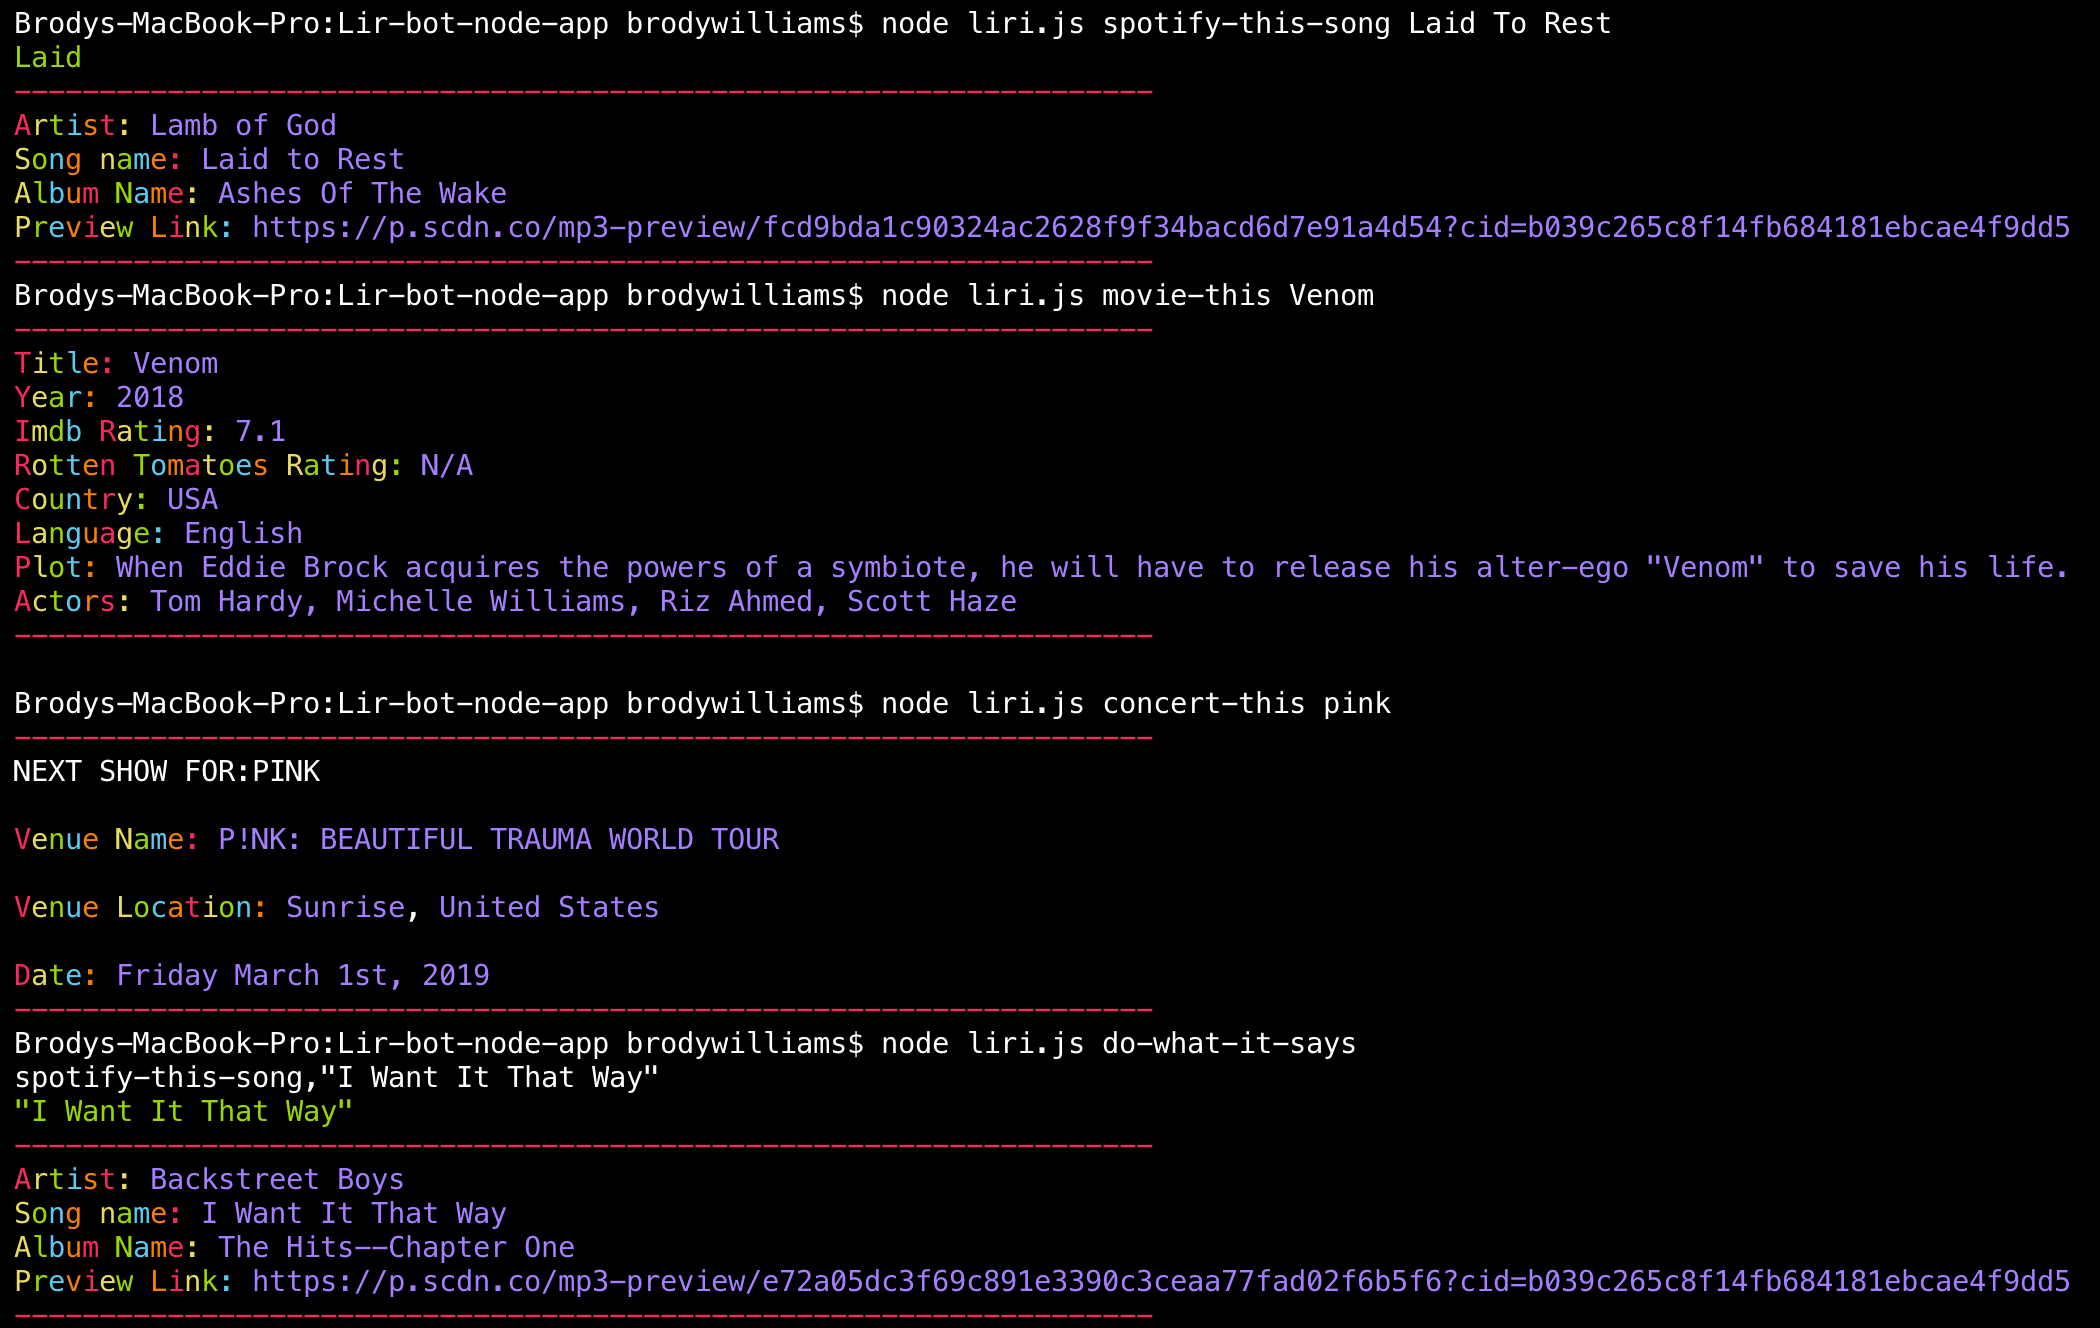 Brodys-MacBook-Pro:Lir-bot-node-app brodywilliams$ node liri.js spotify-this-song Laid To Rest
Laid
-------------------------------------------------------------------
Artist: Lamb of God
Song name: Laid to Rest
Album Name: Ashes Of The Wake
Preview Link: https://p.scdn.co/mp3-preview/fcd9bda1c90324ac2628f9f34bacd6d7e91a4d54?cid=b039c265c8f14fb684181ebcae4f9dd5
-------------------------------------------------------------------
Brodys-MacBook-Pro:Lir-bot-node-app brodywilliams$ node liri.js movie-this Venom
-------------------------------------------------------------------
Title: Venom
Year: 2018
Imdb Rating: 7.1
Rotten Tomatoes Rating: N/A
Country: USA
Language: English
Plot: When Eddie Brock acquires the powers of a symbiote, he will have to release his alter-ego "Venom" to save his life.
Actors: Tom Hardy, Michelle Williams, Riz Ahmed, Scott Haze
-------------------------------------------------------------------
Brodys-MacBook-Pro:Lir-bot-node-app brodywilliams$ node liri.js concert-this pink
-------------------------------------------------------------------
NEXT SHOW FOR:PINK
Venue Name: P!NK: BEAUTIFUL TRAUMA WORLD TOUR
Venue Location: Sunrise, United States
Date: Friday March 1st, 2019
-------------------------------------------------------------------
Brodys-MacBook-Pro:Lir-bot-node-app brodywilliams$ node liri.js do-what-it-says
spotify-this-song,"I Want It That Way"
"I Want It That Way"
-------------------------------------------------------------------
Artist: Backstreet Boys
Song name: I Want It That Way
Album Name: The Hits--Chapter One
Preview Link: https://p.scdn.co/mp3-preview/e72a05dc3f69c891e3390c3ceaa77fad02f6b5f6?cid=b039c265c8f14fb684181ebcae4f9dd5
-------------------------------------------------------------------